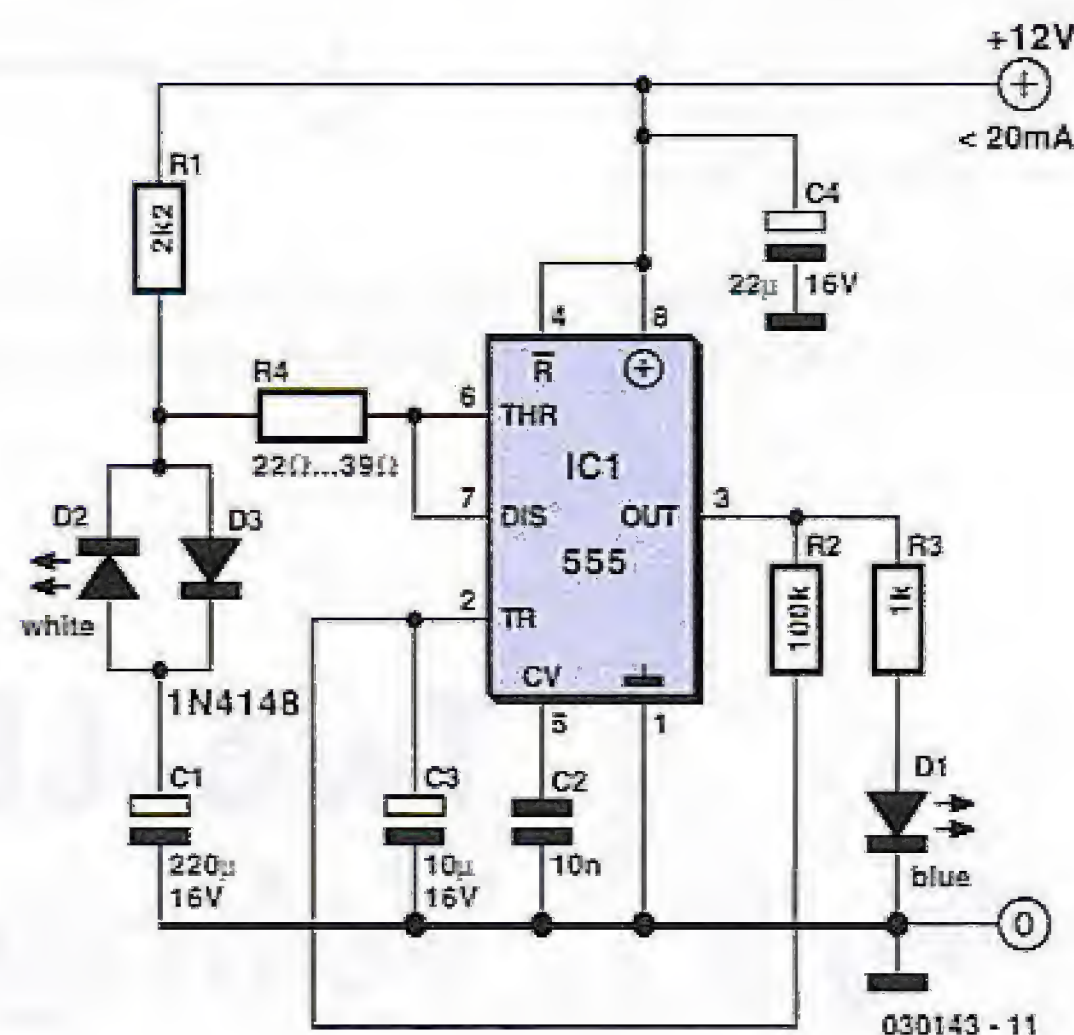 +12V
+
< 20mA
R1
2k2
C4
22µ 16V
4 8
R4
22Ω...39Ω
6
R
+
THR
IC1
7
DIS
OUT
3
555
D2
D3
R2
R3
100k
1k
white
2
TR
CV
1N4148
5
1
C1
220µ
16V
C3
10µ
16V
C2
10n
D1
blue
0
030143 - 11